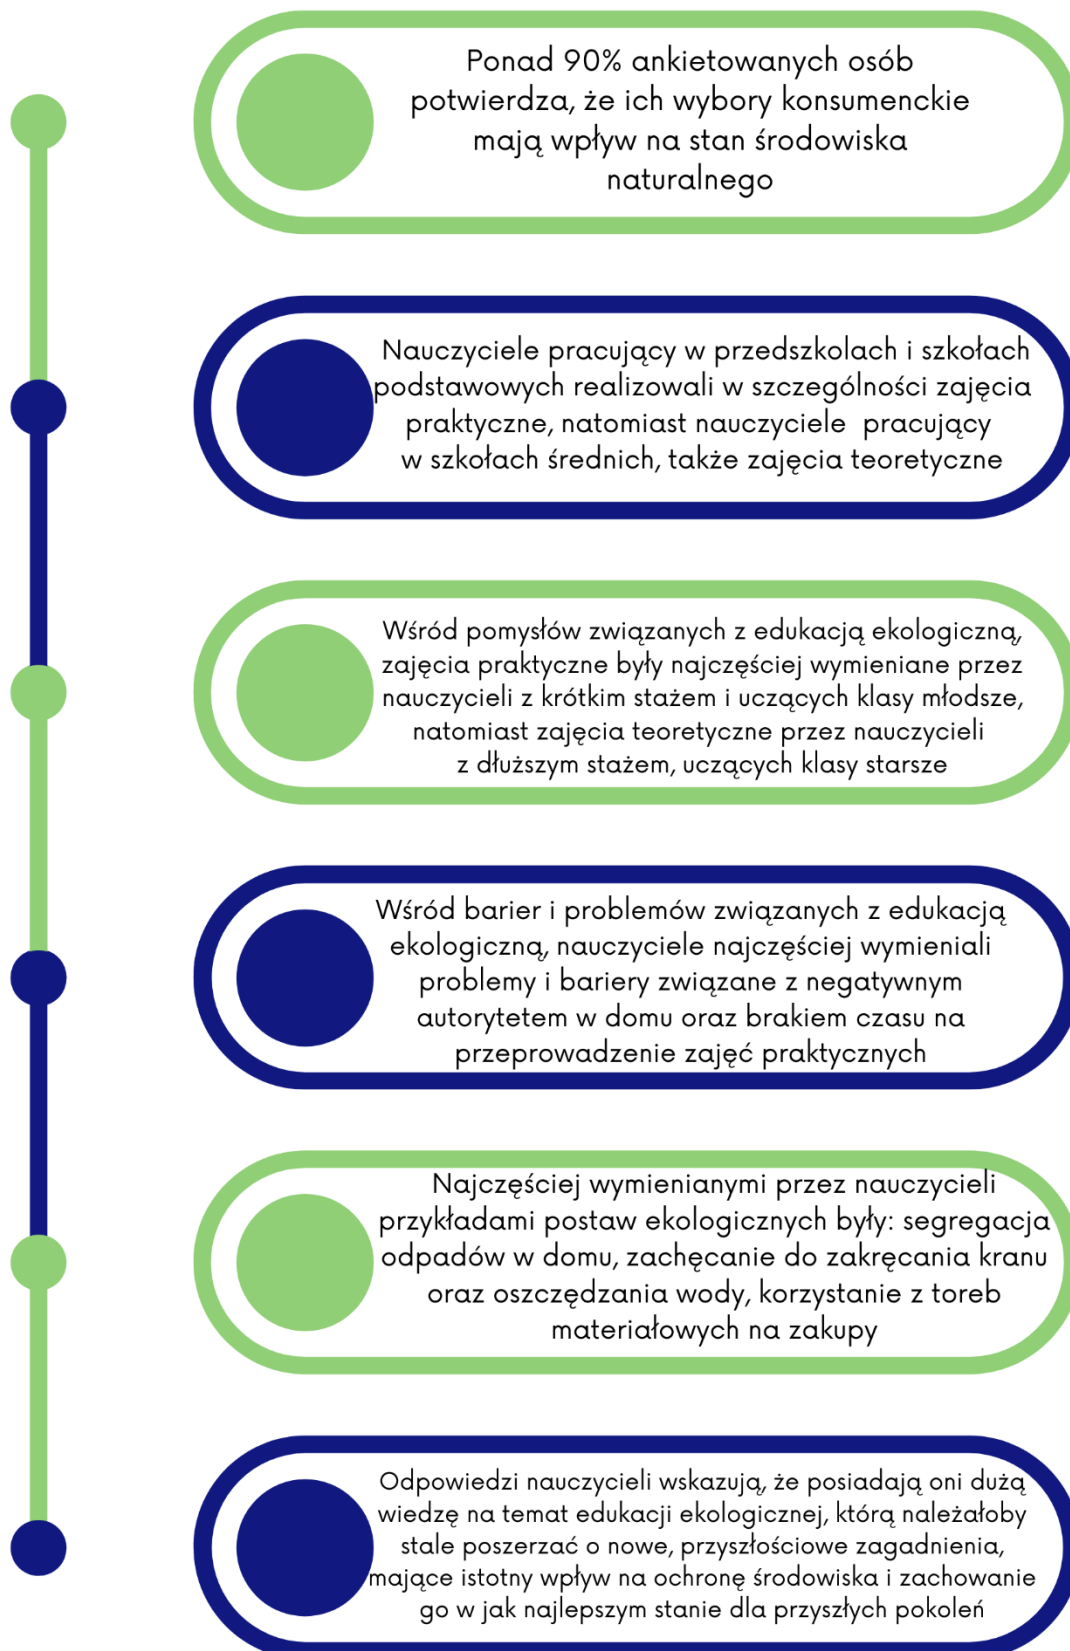 Ponad 90% ankietowanych osób
potwierdza, że ich wybory konsumenckie
mają wpływ na stan środowiska
naturalnego
Nauczyciele pracujący w przedszkolach i szkołach
podstawowych realizowali w szczególności zajęcia
praktyczne, natomiast nauczyciele pracujący
w szkołach średnich, także zajęcia teoretyczne
Wśród pomysłów związanych z edukacją ekologiczną,
zajęcia praktyczne były najczęściej wymieniane przez
nauczycieli z krótkim stażem i uczących klasy młodsze,
natomiast zajęcia teoretyczne przez nauczycieli
z dłuższym stażem, uczących klasy starsze
Wśród barier i problemów związanych z edukacją
ekologiczną, nauczyciele najczęściej wymieniali
problemy i bariery związane z negatywnym
autorytetem w domu oraz brakiem czasu na
przeprowadzenie zajęć praktycznych
Najczęściej wymienianymi przez nauczycieli
przykładami postaw ekologicznych były: segregacja
odpadów w domu, zachęcanie do zakręcania kranu
oraz oszczędzania wody, korzystanie z toreb
materiałowych na zakupy
Odpowiedzi nauczycieli wskazują, że posiadają oni dużą
wiedzę na temat edukacji ekologicznej, którą należałoby
stale poszerzać o nowe, przyszłościowe zagadnienia,
mające istotny wpływ na ochronę środowiska i zachowanie
go w jak najlepszym stanie dla przyszłych pokoleń